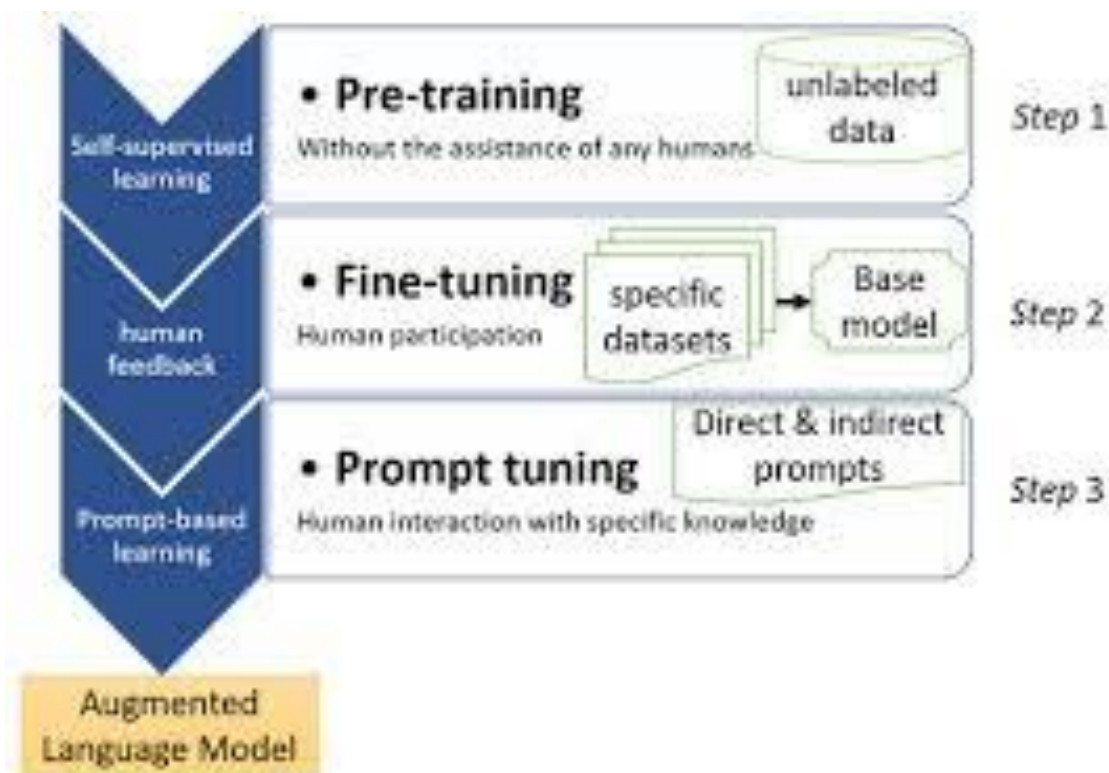 Self-supervised
learning
• Pre-training
Without the assistance of any humans
unlabeled
data
Step 1
human
feedback
• Fine-tuning
Human participation
specific
datasets
Base
model
Step 2
Prompt-based
learning
• Prompt tuning
Human interaction with specific knowledge
Direct & indirect
prompts
Step 3
Augmented
Language Model